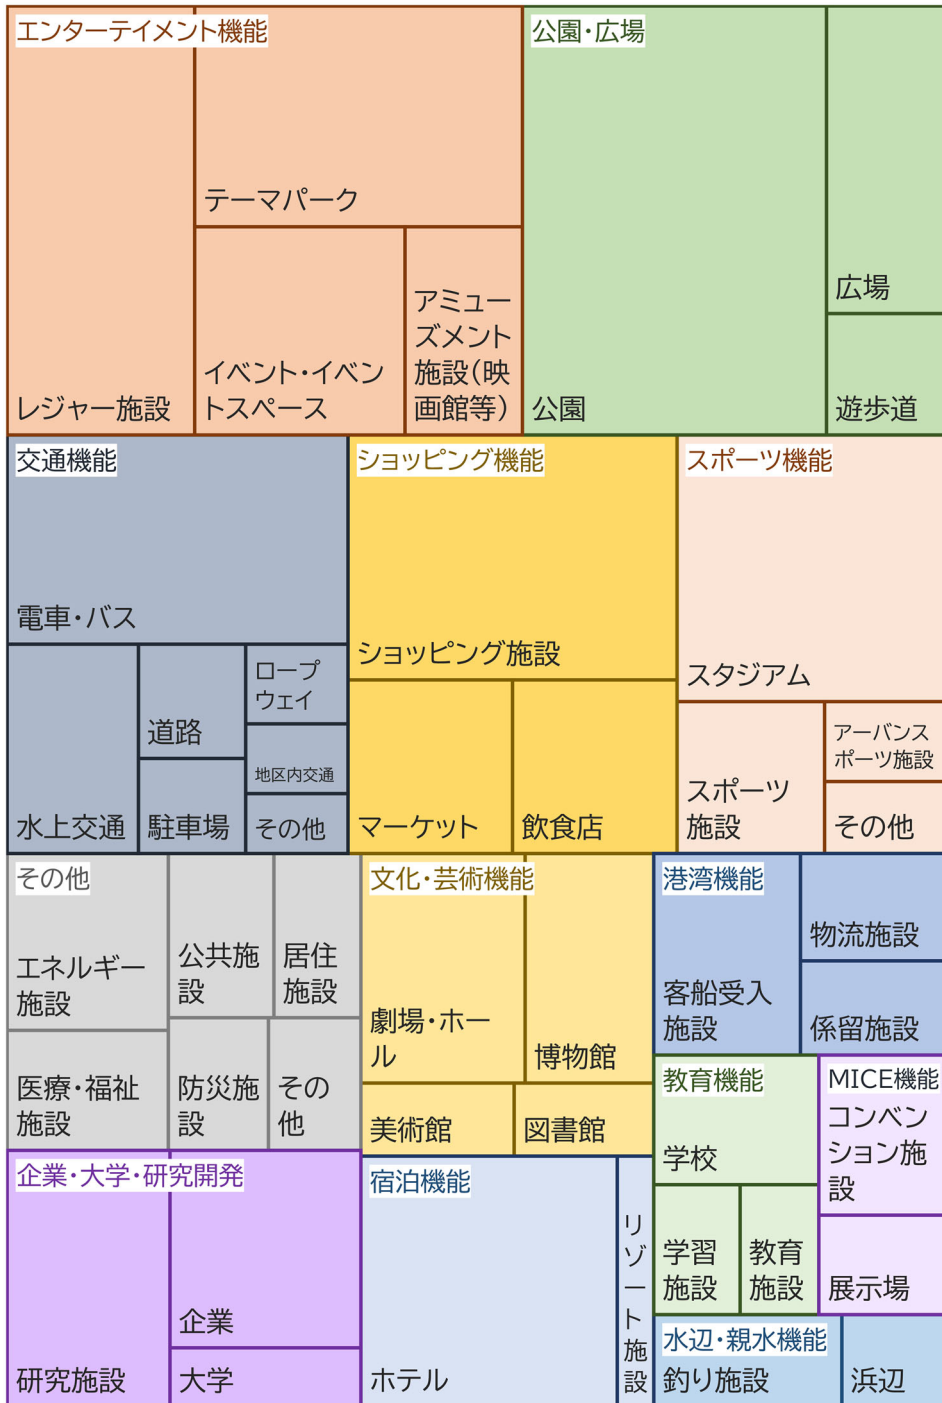 エンターテイメント機能
テーマパーク
レジャー施設
イベント・イベン
トスペース
アミュー
ズメント
施設(映
画館等)
公園・広場
公園
広場
遊歩道
交通機能
電車・バス
水上交通
道路
駐車場
ロープ
ウェイ
地区内交通
その他
ショッピング機能
ショッピング施設
マーケット
飲食店
スポーツ機能
スタジアム
スポーツ
施設
アーバンス
ポーツ施設
その他
その他
エネルギー
施設
医療・福祉
施設
公共施
設
居住
施設
防災施
設
その
他
文化・芸術機能
劇場・ホー
ル
博物館
美術館
図書館
港湾機能
客船受入
施設
物流施設
係留施設
教育機能
学校
学習
施設
教育
施設
MICE機能
コンベン
ション施
設
展示場
企業・大学・研究開発
研究施設
企業
大学
宿泊機能
ホテル
リゾート施設
水辺・親水機能
釣り施設
浜辺